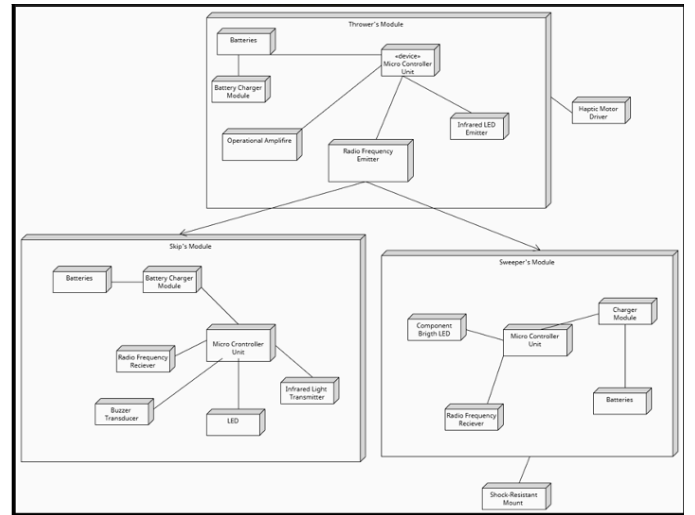 Thrower's Module
Batteries
«device»
Micro Controller
Unit
Battery Charger
Module
Haptic Motor
Driver
Infrared LED
Emitter
Operational Amplifire
Radio Frequency
Emitter
Skip's Module
Batteries
Battery Charger
Module
Micro Crontroller
Unit
Radio Frequency
Reciever
Infrared Light
Transmitter
Buzzer
Transducer
LED
Sweeper's Module
Charger
Module
Component
Brigth LED
Micro Controller
Unit
Batteries
Radio Frequency
Reciever
Shock-Resistant
Mount